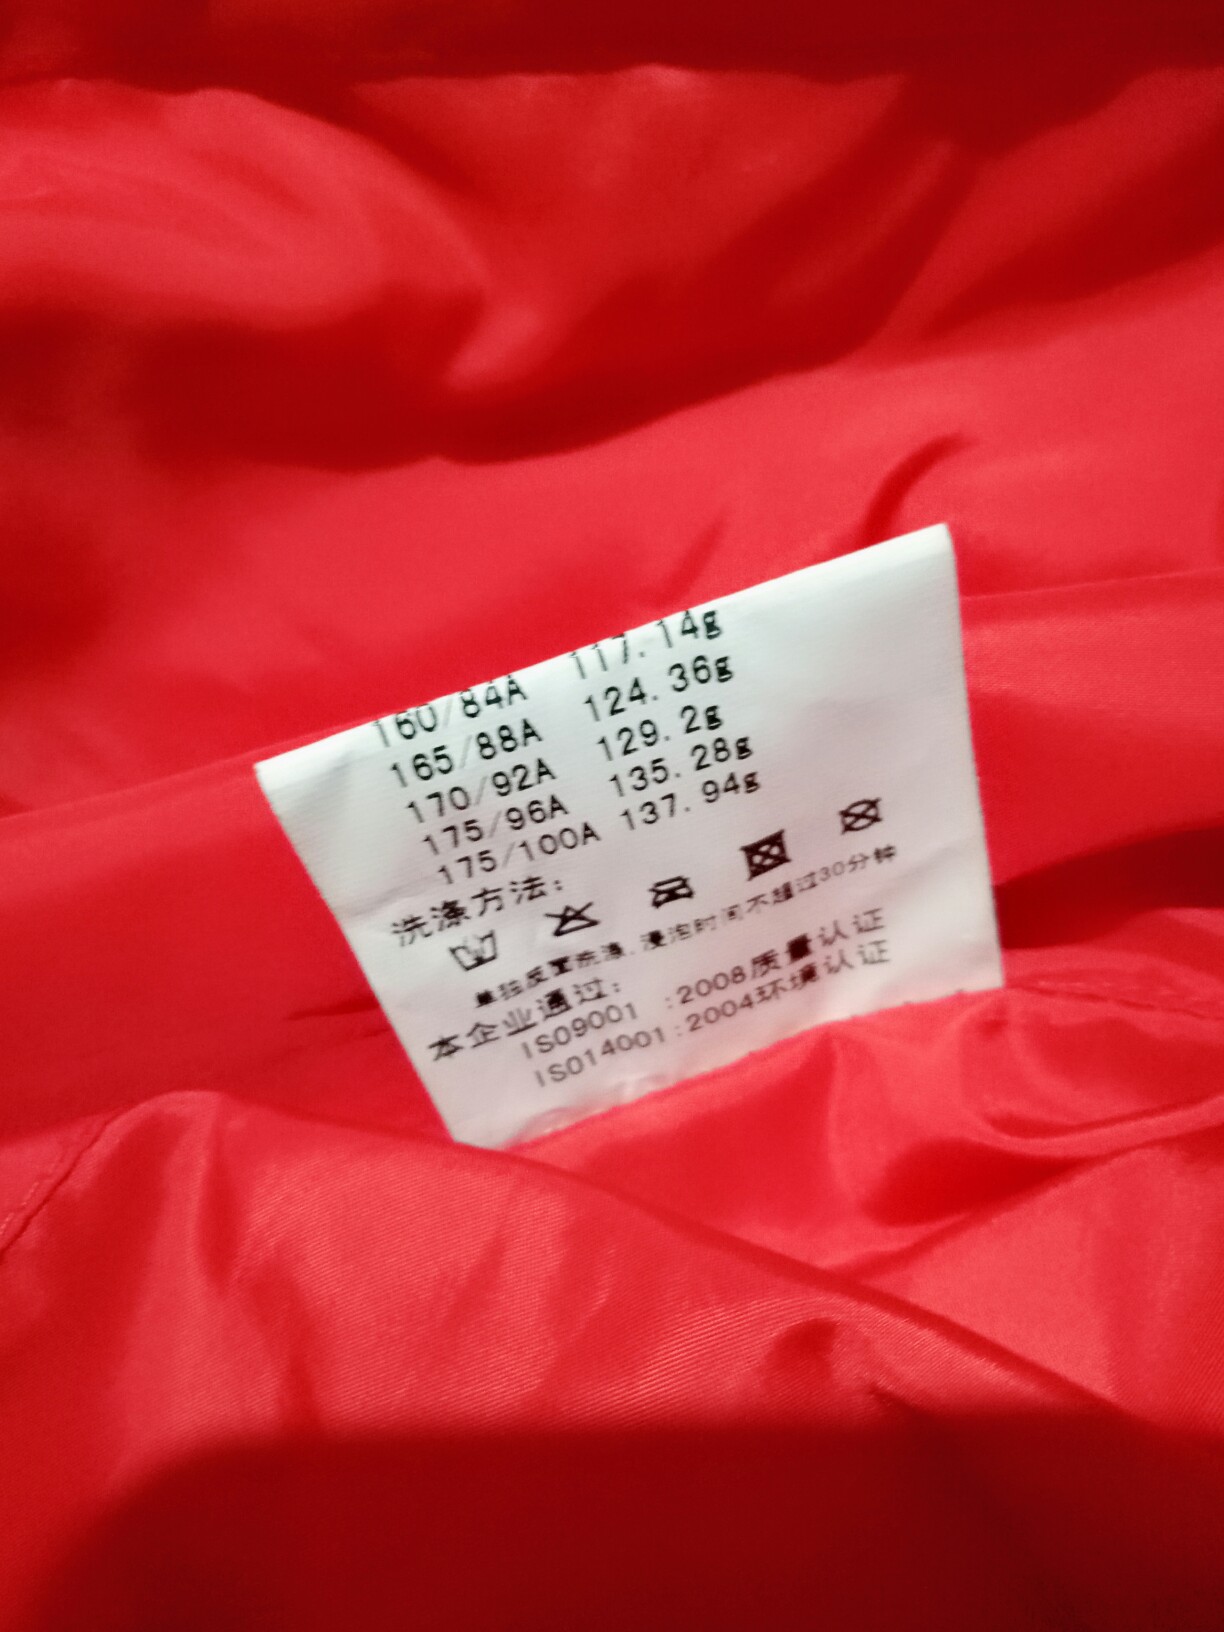 160/84A 117.14g
165/88A 124.36g
170/92A 129.2g
175/96A 135.28g
175/100A 137.94g
洗涤方法:
单独反置洗涤,浸泡时间不超过30分钟
本企业通过:
ISO9001 :2008质量认证
ISO14001:2004环境认证